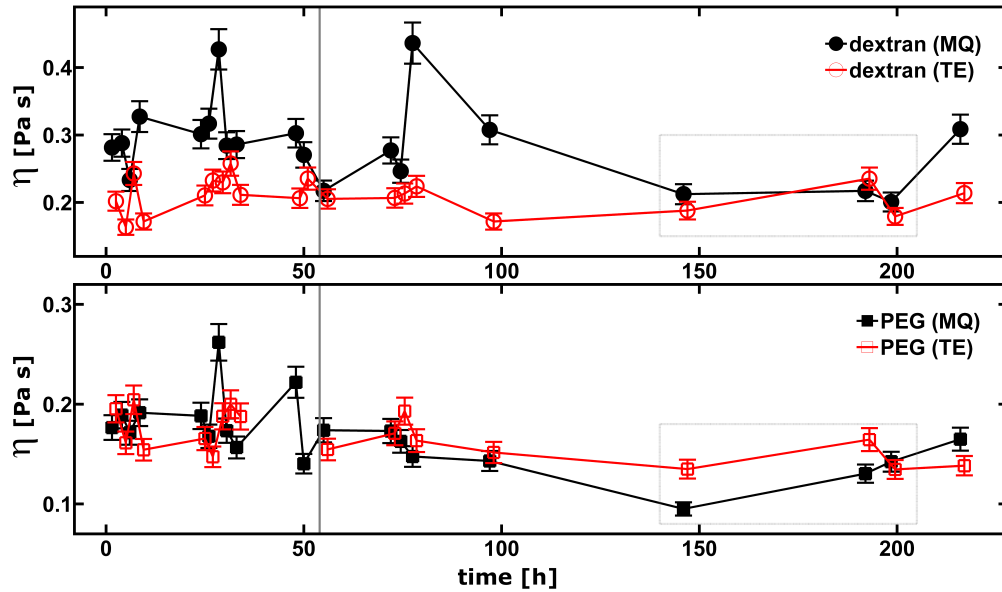 η [Pa s]
0.4
0.3
0.2
dextran (MQ)
dextran (TE)
0 50 100 150 200
η [Pa s]
0.3
0.2
0.1
PEG (MQ)
PEG (TE)
0 50 100 150 200
time [h]